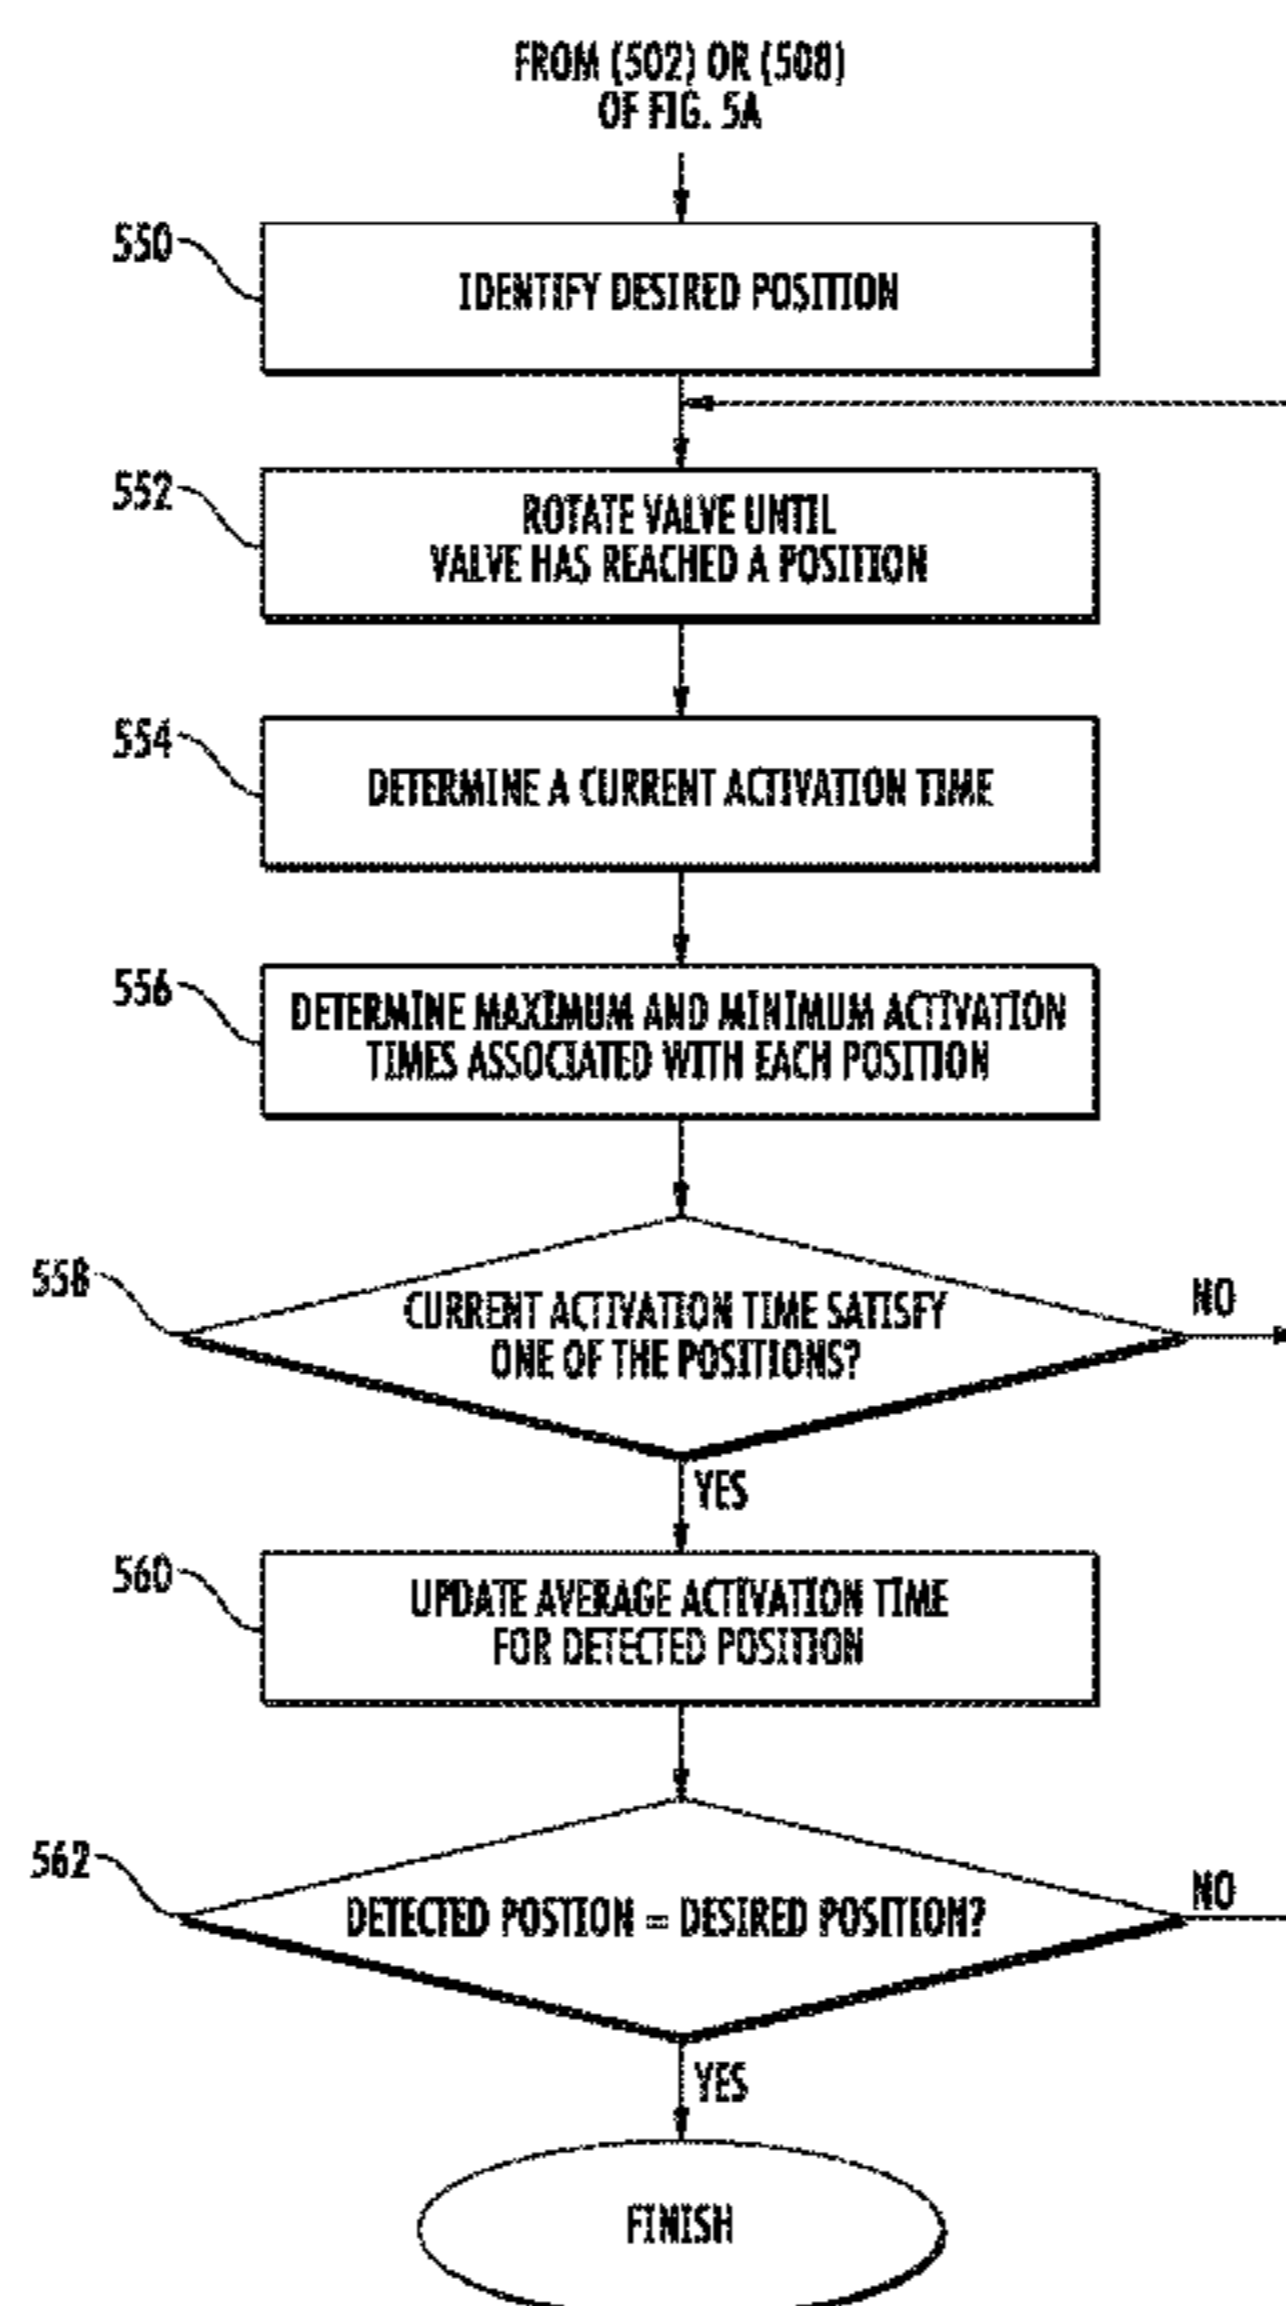 FROM (502) OR (508)
OF FIG. 5A
550
IDENTIFY DESIRED POSITION
552
ROTATE VALVE UNTIL
VALVE HAS REACHED A POSITION
554
DETERMINE A CURRENT ACTIVATION TIME
556
DETERMINE MAXIMUM AND MINIMUM ACTIVATION
TIMES ASSOCIATED WITH EACH POSITION
558
CURRENT ACTIVATION TIME SATISFY
ONE OF THE POSITIONS?
NO
YES
560
UPDATE AVERAGE ACTIVATION TIME
FOR DETECTED POSITION
562
DETECTED POSTION = DESIRED POSITION?
NO
YES
FINISH